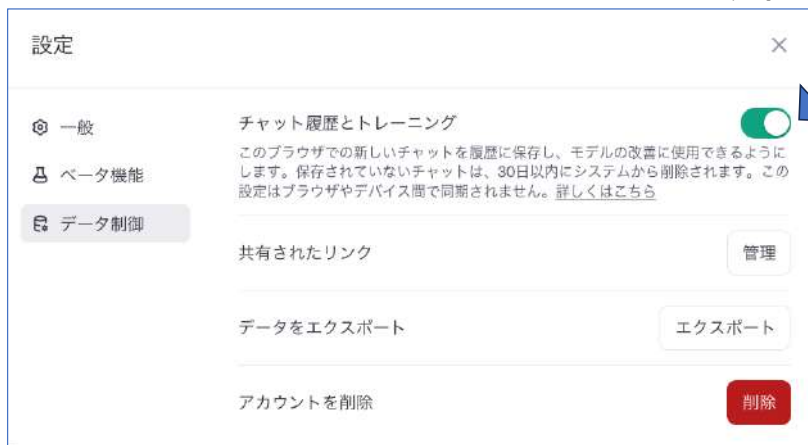 設定
一般
ベータ機能
データ制御
チャット履歴とトレーニング
このブラウザでの新しいチャットを履歴に保存し、モデルの改善に使用できるように
します。保存されていないチャットは、30日以内にシステムから削除されます。この
設定はブラウザやデバイス間で同期されません。詳しくはこちら
共有されたリンク
管理
データをエクスポート
エクスポート
アカウントを削除
削除